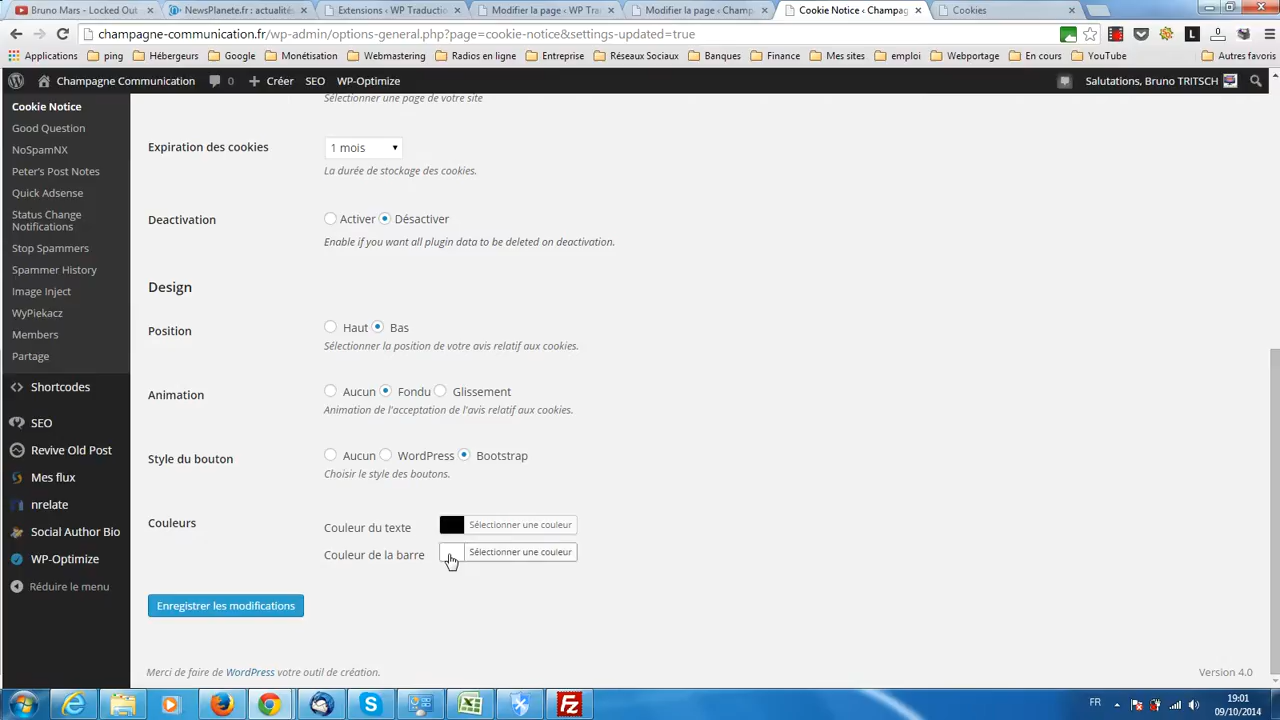 Bruno Mars - Locked Out
NewsPlanete.fr : actualités
Extensions ‹ WP Traduction
Modifier la page ‹ WP Tra
Modifier la page ‹ Champ
Cookie Notice ‹ Champag
Cookies
champagne-communication.fr/wp-admin/options-general.php?page=cookie-notice&settings-updated=true
Applications ping Hébergeurs Google Monétisation Webmastering Radios en ligne Entreprise Réseaux Sociaux Banques Finance Mes sites emploi Webportage En cours YouTube Autres favoris
Champagne Communication 0 Créer SEO WP-Optimize Salutations, Bruno TRITSCH
Cookie Notice
Good Question
NoSpamNX
Peter's Post Notes
Quick Adsense
Status Change
Notifications
Stop Spammers
Spammer History
Image Inject
WyPiekacz
Members
Partage
Shortcodes
SEO
Revive Old Post
Mes flux
nrelate
Social Author Bio
WP-Optimize
Réduire le menu
Sélectionner une page de votre site
Expiration des cookies 1 mois
La durée de stockage des cookies.
Deactivation Activer Désactiver
Enable if you want all plugin data to be deleted on deactivation.
Design
Position Haut Bas
Sélectionner la position de votre avis relatif aux cookies.
Animation Aucun Fondu Glissement
Animation de l'acceptation de l'avis relatif aux cookies.
Style du bouton Aucun WordPress Bootstrap
Choisir le style des boutons.
Couleurs Couleur du texte Sélectionner une couleur
Couleur de la barre Sélectionner une couleur
Enregistrer les modifications
Merci de faire de WordPress votre outil de création. Version 4.0
FR 19:01
09/10/2014